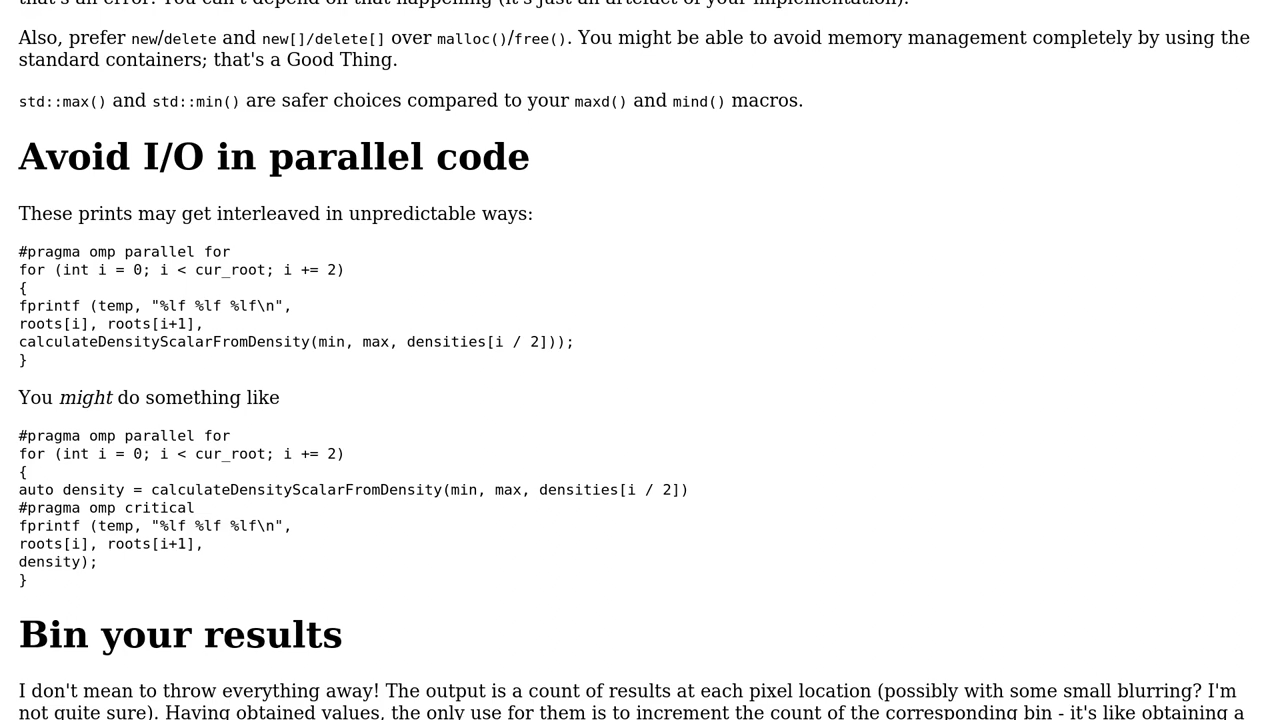 that's an error? You can't depend on that happening (it's just an artefact of your implementation).
Also, prefer new/delete and new[]/delete[] over malloc()/free(). You might be able to avoid memory management completely by using the
standard containers; that's a Good Thing.
std::max() and std::min() are safer choices compared to your maxd() and mind() macros.
Avoid I/O in parallel code
These prints may get interleaved in unpredictable ways:
#pragma omp parallel for
for (int i = 0; i < cur_root; i += 2)
{
fprintf (temp, "%lf %lf %lf\n",
roots[i], roots[i+1],
calculateDensityScalarFromDensity(min, max, densities[i / 2]));
}
You might do something like
#pragma omp parallel for
for (int i = 0; i < cur_root; i += 2)
{
auto density = calculateDensityScalarFromDensity(min, max, densities[i / 2])
#pragma omp critical
fprintf (temp, "%lf %lf %lf\n",
roots[i], roots[i+1],
density);
}
Bin your results
I don't mean to throw everything away! The output is a count of results at each pixel location (possibly with some small blurring? I'm
not quite sure). Having obtained values, the only use for them is to increment the count of the corresponding bin - it's like obtaining a